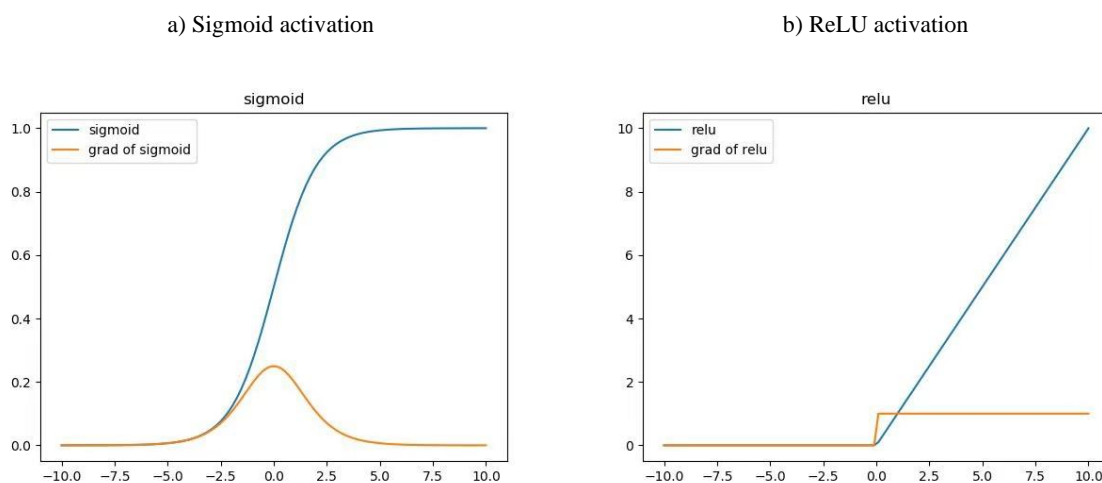 a) Sigmoid activation
b) ReLU activation
sigmoid
sigmoid
grad of sigmoid
1.0
0.8
0.6
0.4
0.2
0.0
−10.0 −7.5 −5.0 −2.5 0.0 2.5 5.0 7.5 10.0
relu
relu
grad of relu
10
8
6
4
2
0
−10.0 −7.5 −5.0 −2.5 0.0 2.5 5.0 7.5 10.0